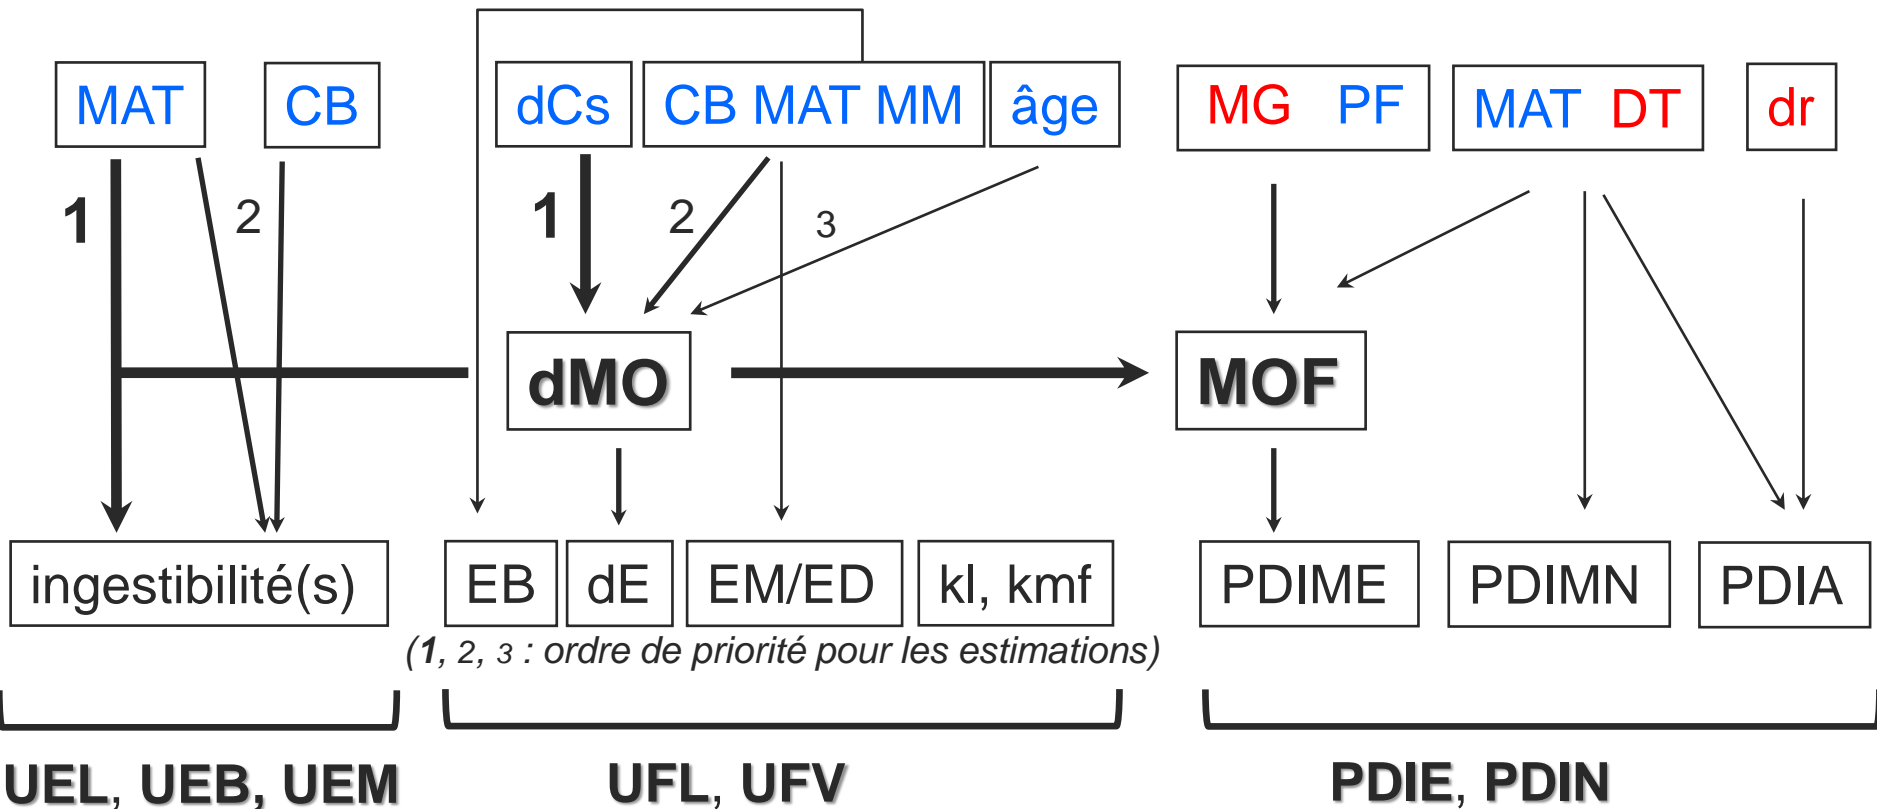 MAT CB dCs CB MAT MM âge MG PF MAT DT dr
1 2 1 2 3
dMO MOF
ingestibilité(s) EB dE EM/ED kl, kmf PDIME PDIMN PDIA
(1, 2, 3 : ordre de priorité pour les estimations)
UEL, UEB, UEM UFL, UFV PDIE, PDIN